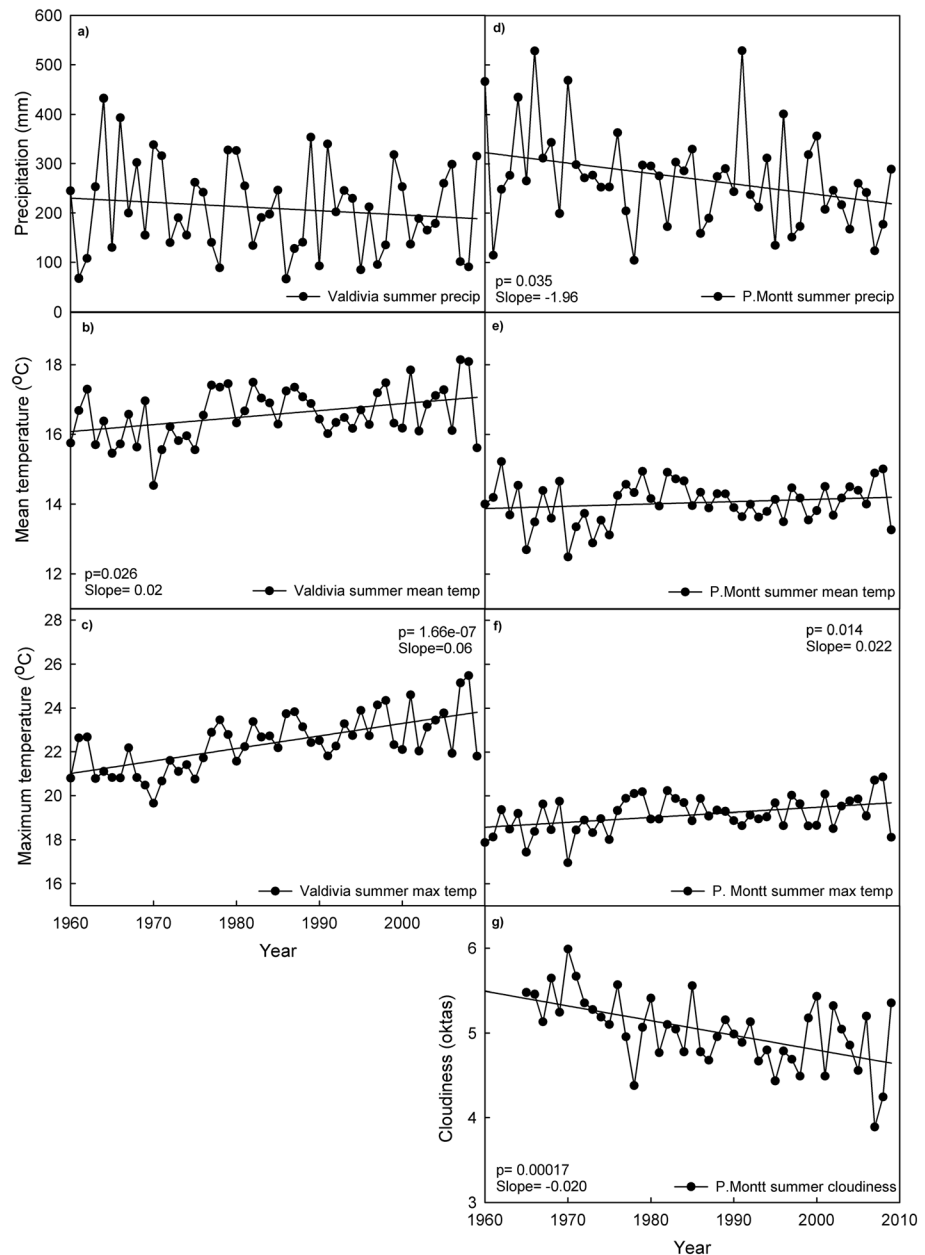 a)
600
500
400
300
200
100
0
Precipitation (mm)
Valdivia summer precip
d)
p= 0.035
Slope= -1.96
P.Montt summer precip
b)
18
16
14
12
Mean temperature (ºC)
p=0.026
Slope= 0.02
Valdivia summer mean temp
e)
P.Montt summer mean temp
c)
28
26
24
22
20
18
16
Maximum temperature (ºC)
p= 1.66e-07
Slope=0.06
Valdivia summer max temp
1960 1970 1980 1990 2000
Year
f)
p= 0.014
Slope= 0.022
P. Montt summer max temp
g)
6
5
4
3
Cloudiness (oktas)
p= 0.00017
Slope= -0.020
P.Montt summer cloudiness
1960 1970 1980 1990 2000 2010
Year